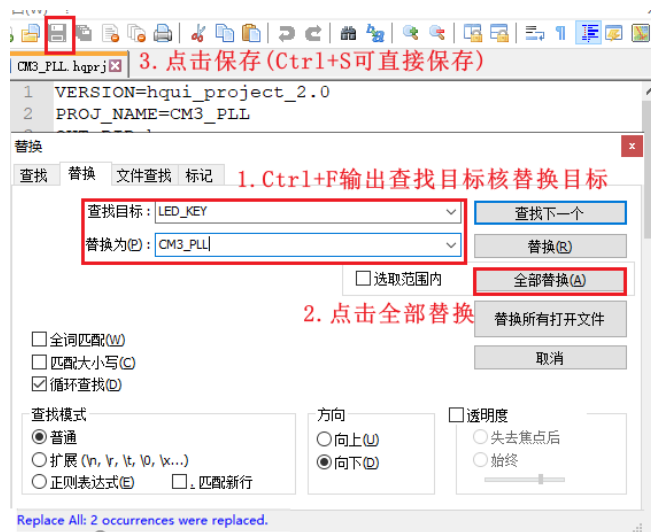 3.点击保存(Ctrl+S可直接保存)
CM3_PLL.hqprj
1 VERSION=hqui_project_2.0
2 PROJ_NAME=CM3_PLL
替换
查找 替换 文件查找 标记
1.Ctrl+F输出查找目标核替换目标
查找目标: LED_KEY
查找下一个
替换为(P): CM3_PLL
替换(R)
选取范围内
全部替换(A)
2.点击全部替换
替换所有打开文件
全词匹配(W)
取消
匹配大小写(C)
循环查找(D)
查找模式
方向
透明度
普通
向上(U)
失去焦点后
扩展 (\n, \r, \t, \0, \x...)
向下(D)
始终
正则表达式(E)
. 匹配新行
Replace All: 2 occurrences were replaced.